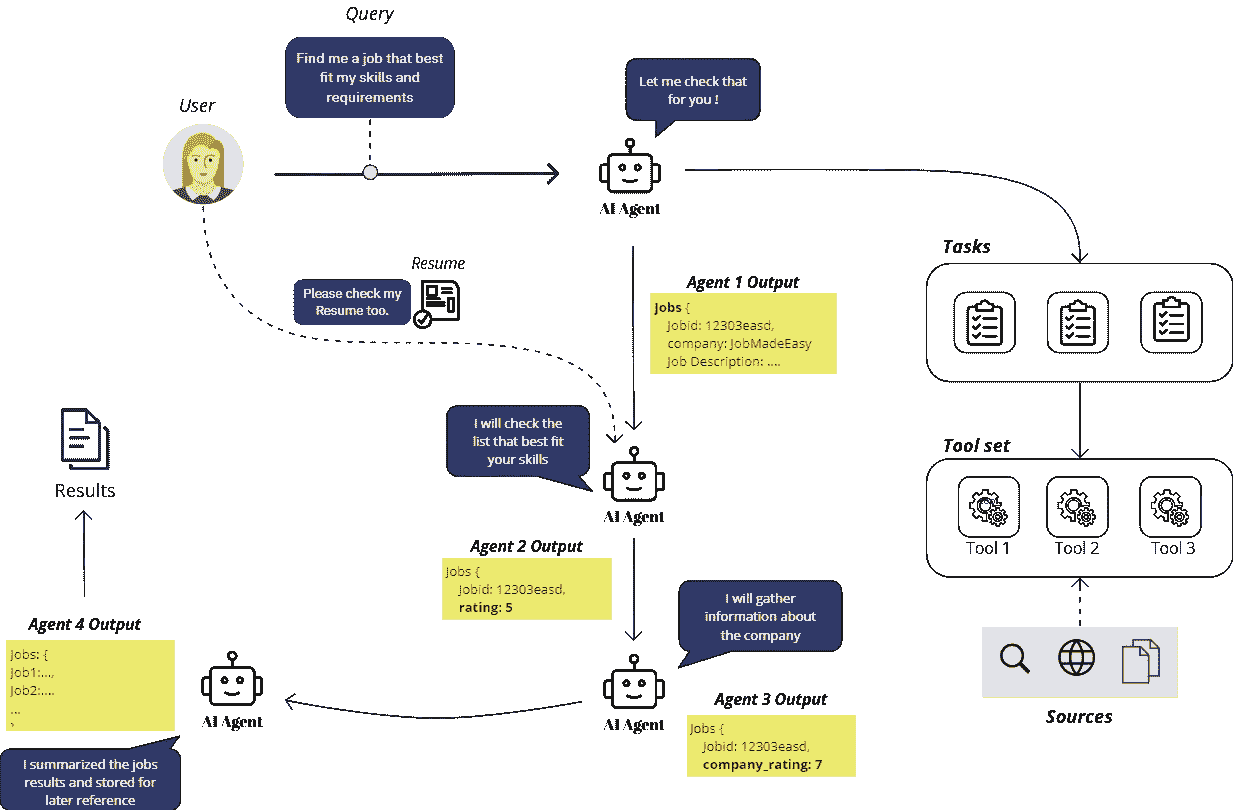 Query
Find me a job that best
fit my skills and
requirements
User
Let me check that
for you !
AI Agent
Tasks
Resume
Please check my
Resume too.
Agent 1 Output
Jobs {
Jobid: 12303easd,
company: JobMadeEasy
Job Description: ....
I will check the
list that best fit
your skills
AI Agent
Tool set
Tool 1
Tool 2
Tool 3
Results
Agent 2 Output
Jobs {
Jobid: 12303easd,
rating: 5
I will gather
information about
the company
AI Agent
Agent 3 Output
Jobs {
Jobid: 12303easd,
company_rating: 7
Sources
Agent 4 Output
Jobs: {
Job1:...,
Job2:....
...
}
AI Agent
I summarized the jobs
results and stored for
later reference